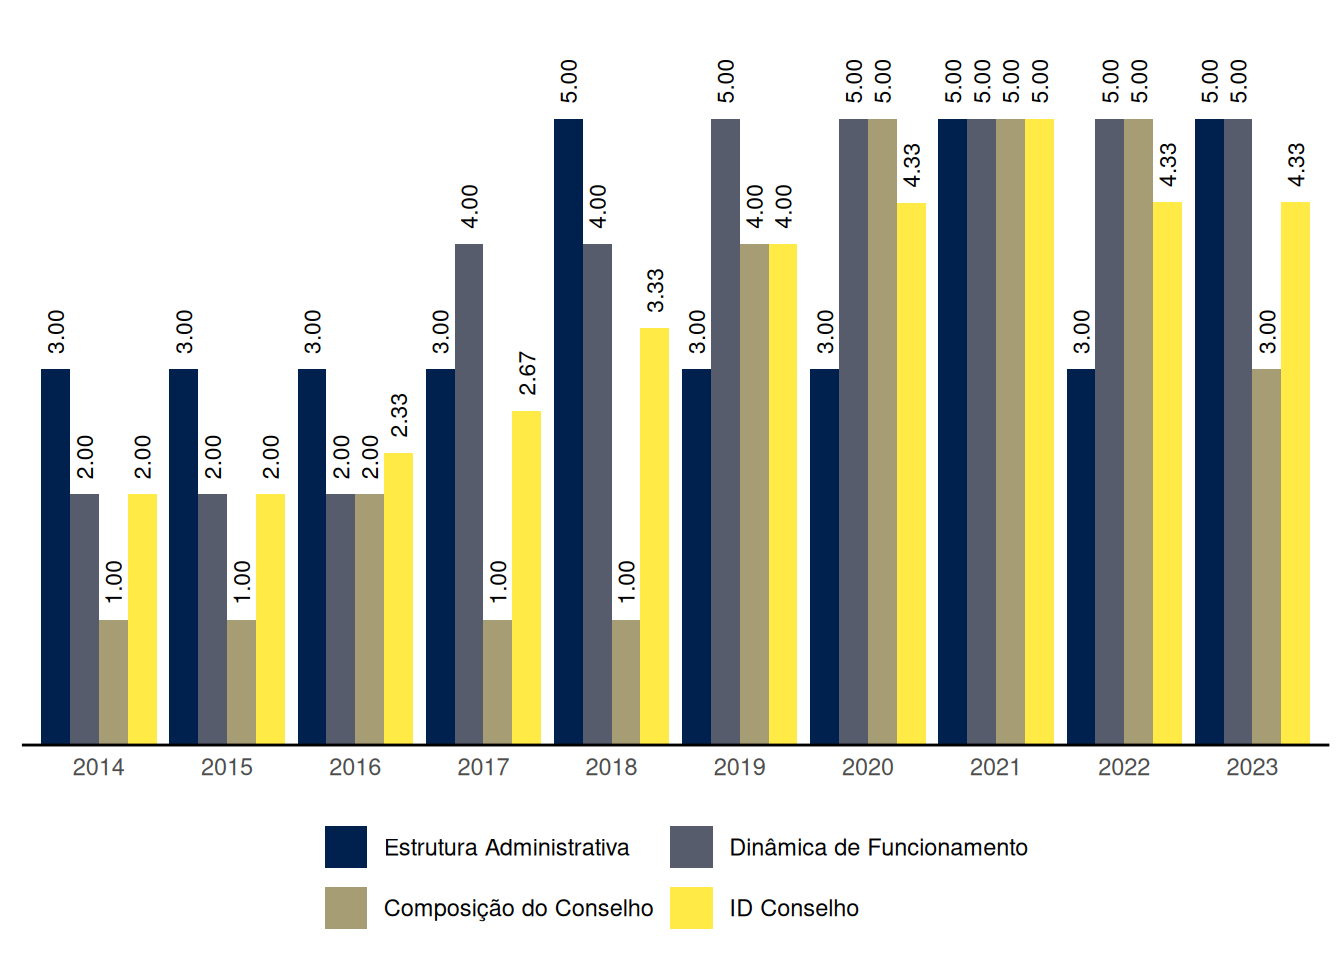 3.00 2.00 1.00 2.00
3.00 2.00 1.00 2.00
3.00 2.00 2.00 2.33
3.00 4.00 1.00 2.67
5.00 4.00 1.00 3.33
3.00 5.00 4.00 4.00
3.00 5.00 5.00 4.33
5.00 5.00 5.00 5.00
3.00 5.00 5.00 4.33
5.00 5.00 3.00 4.33
2014 2015 2016 2017 2018 2019 2020 2021 2022 2023
Estrutura Administrativa Dinâmica de Funcionamento
Composição do Conselho ID Conselho